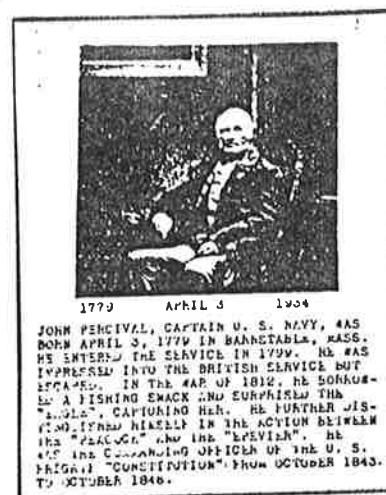 1779 APRIL 3 1934
JOHN PERCIVAL, CAPTAIN U. S. NAVY, WAS
BORN APRIL 3, 1779 IN BARNSTABLE, MASS.
HE ENTERED THE SERVICE IN 1799. HE WAS
IMPRESSED INTO THE BRITISH SERVICE BUT
ESCAPED. IN THE WAR OF 1812, HE BORROW-
ED A FISHING SMACK AND SURPRISED THE
"EAGLE", CAPTURING HER. HE FURTHER DIS-
TINGUISHED HIMSELF IN THE ACTION BETWEEN
THE "PEACOCK" AND THE "EPEVIER". HE
WAS THE COMMANDING OFFICER OF THE U. S.
FRIGATE "CONSTITUTION" FROM OCTOBER 1843.
TO OCTOBER 1846.